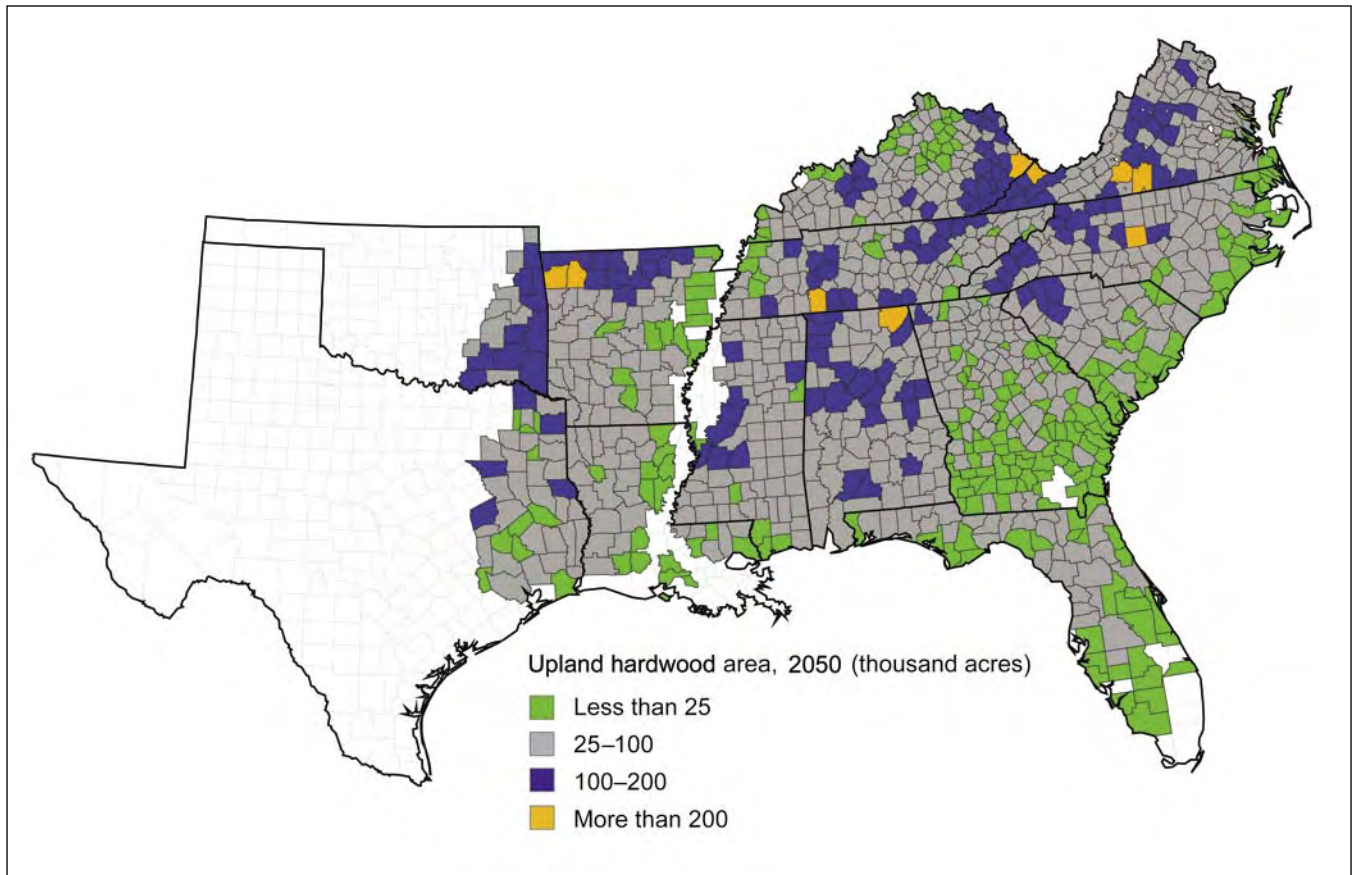 Upland hardwood area, 2050 (thousand acres)
Less than 25
25–100
100–200
More than 200